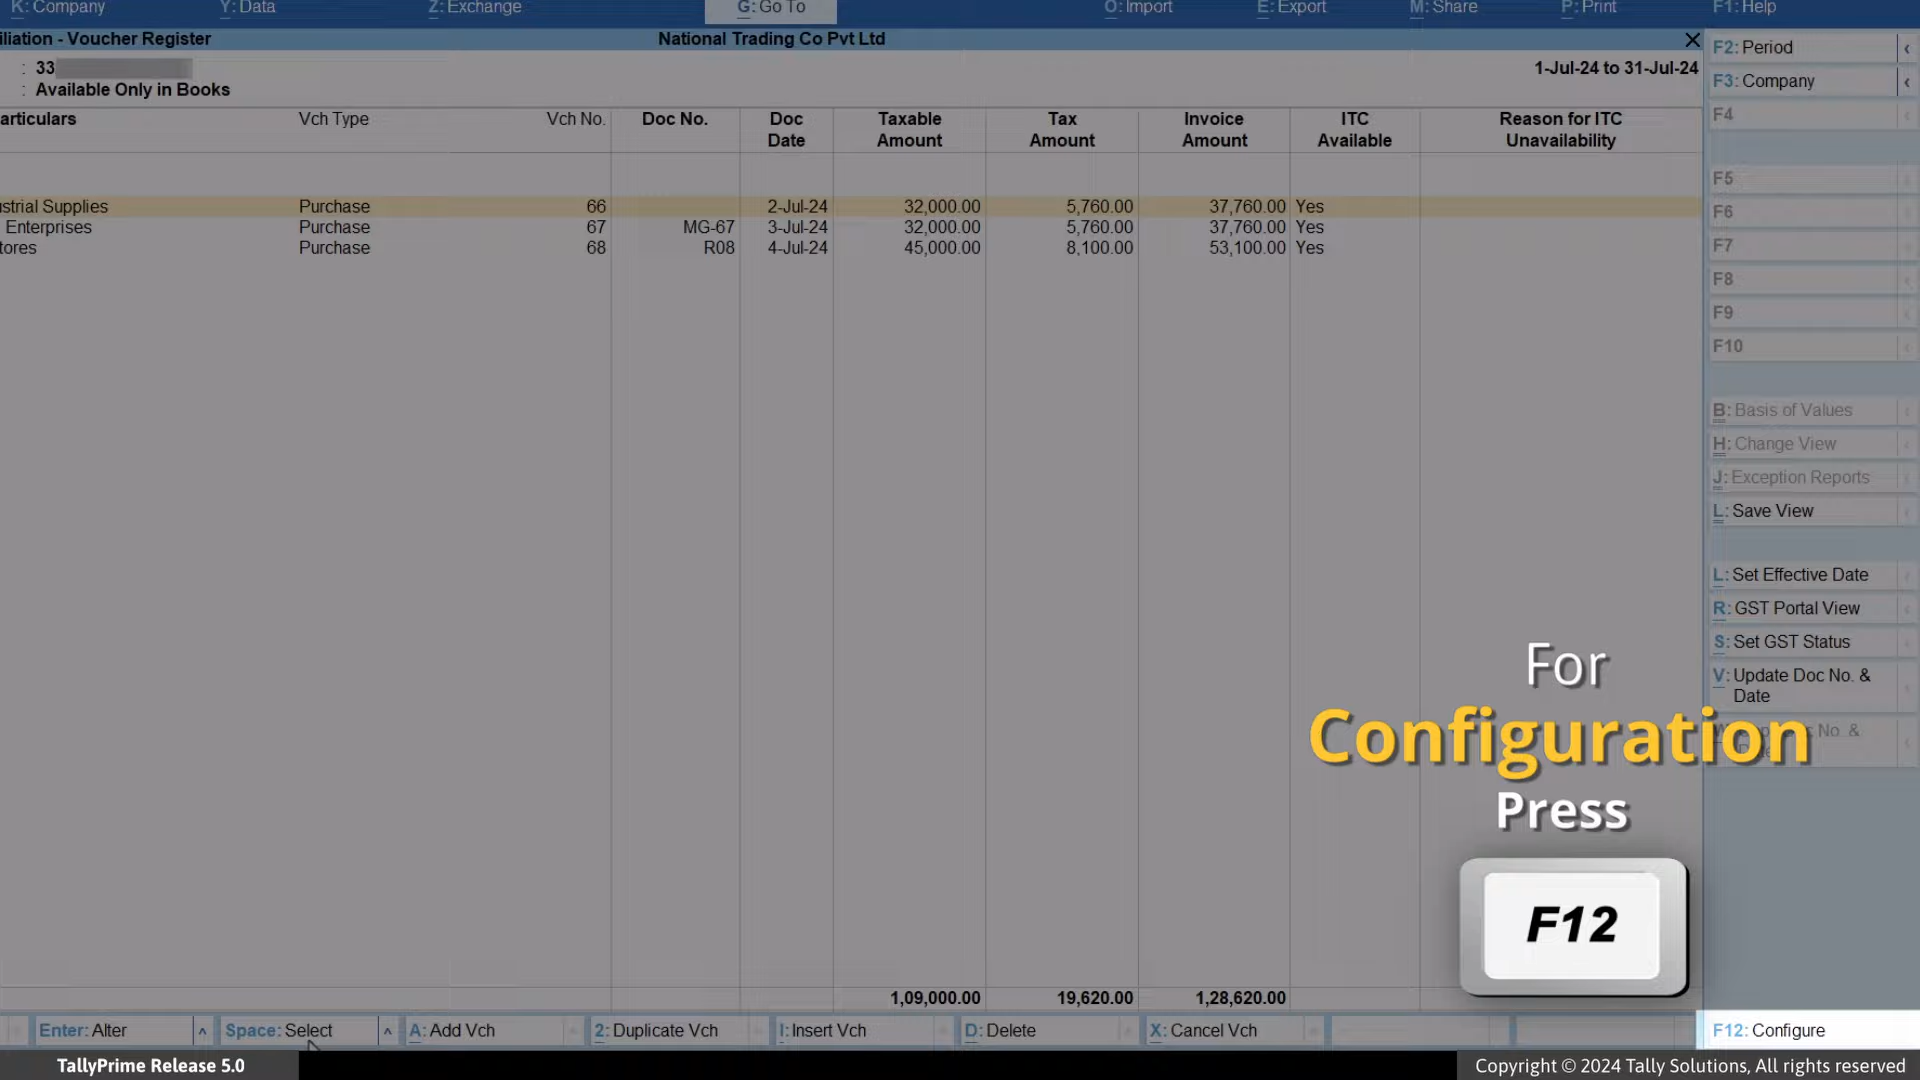 K: Company Y: Data Z: Exchange G: Go To O: Import E: Export M: Share P: Print F1: Help
iliation - Voucher Register National Trading Co Pvt Ltd
: 33 1-Jul-24 to 31-Jul-24
: Available Only in Books
articulars Vch Type Vch No. Doc No. Doc Date Taxable Amount Tax Amount Invoice Amount ITC Available Reason for ITC Unavailability
strial Supplies Purchase 66 2-Jul-24 32,000.00 5,760.00 37,760.00 Yes
Enterprises Purchase 67 MG-67 3-Jul-24 32,000.00 5,760.00 37,760.00 Yes
tores Purchase 68 R08 4-Jul-24 45,000.00 8,100.00 53,100.00 Yes
1,09,000.00 19,620.00 1,28,620.00
F2: Period
F3: Company
F4
F5
F6
F7
F8
F9
F10
B: Basis of Values
H: Change View
J: Exception Reports
L: Save View
L: Set Effective Date
R: GST Portal View
S: Set GST Status
V: Update Doc No. &
Date
No. &
For
Configuration
Press
F12
Enter: Alter Space: Select A: Add Vch 2: Duplicate Vch I: Insert Vch D: Delete X: Cancel Vch F12: Configure
TallyPrime Release 5.0 Copyright © 2024 Tally Solutions, All rights reserved